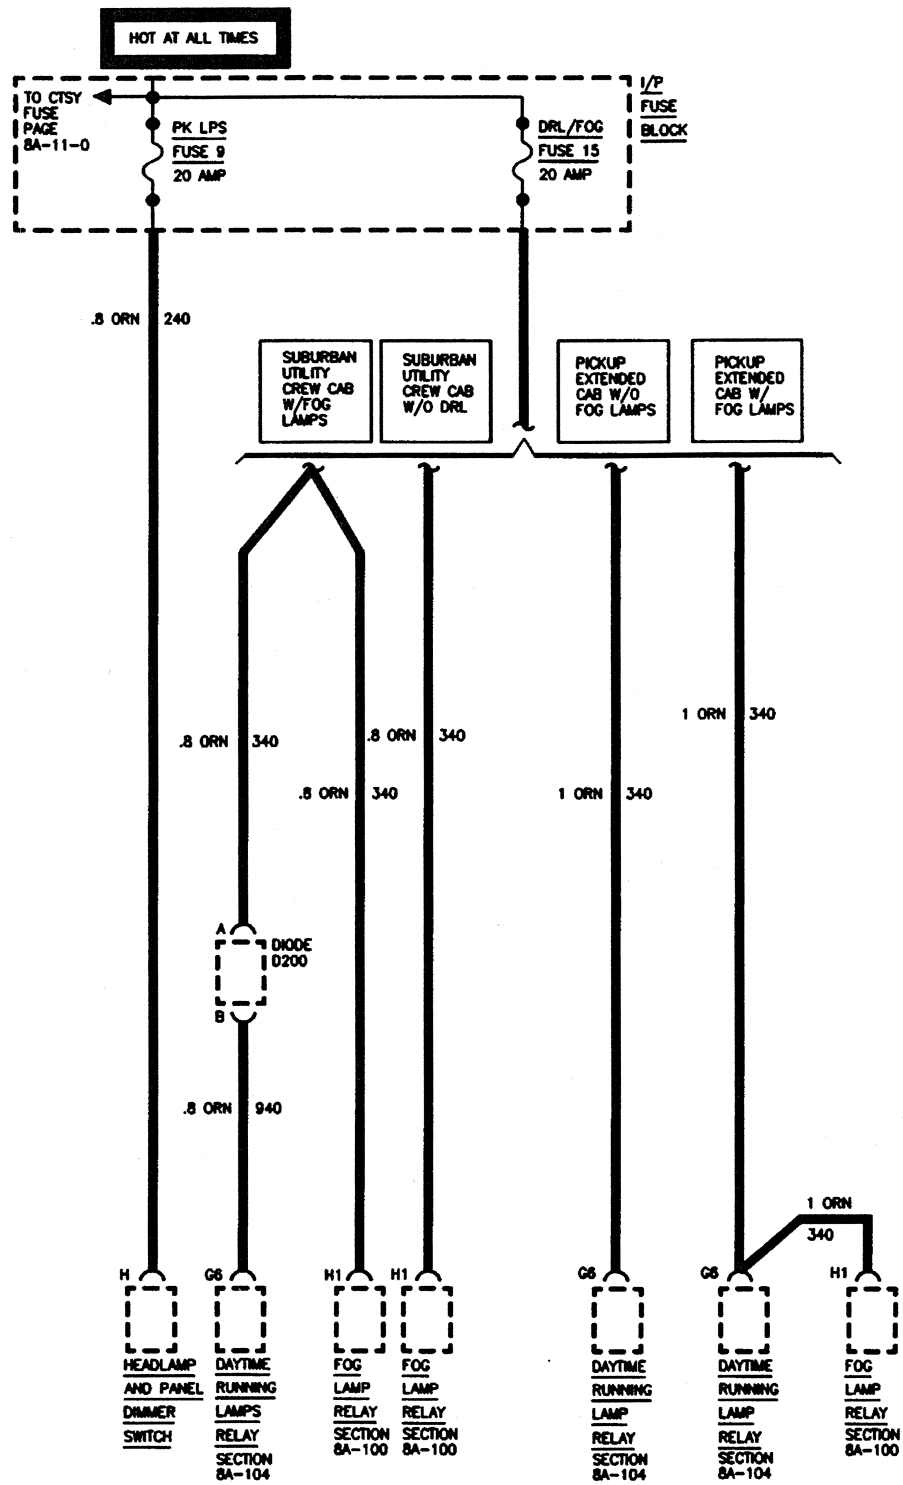 HOT AT ALL TIMES
TO CTSY
FUSE
PAGE
8A-11-0
PK LPS
FUSE 9
20 AMP
DRL/FOG
FUSE 15
20 AMP
I/P
FUSE
BLOCK
.8 ORN 240
SUBURBAN
UTILITY
CREW CAB
W/FOG
LAMPS
SUBURBAN
UTILITY
CREW CAB
W/O DRL
PICKUP
EXTENDED
CAB W/O
FOG LAMPS
PICKUP
EXTENDED
CAB W/
FOG LAMPS
.8 ORN 340
.8 ORN 340
.8 ORN 340
1 ORN 340
1 ORN 340
A
DIODE
D200
B
.8 ORN 940
1 ORN
340
H
G6
H1
H1
G6
G6
H1
HEADLAMP
AND PANEL
DIMMER
SWITCH
DAYTIME
RUNNING
LAMPS
RELAY
SECTION
8A-104
FOG
LAMP
RELAY
SECTION
8A-100
FOG
LAMP
RELAY
SECTION
8A-100
DAYTIME
RUNNING
LAMP
RELAY
SECTION
8A-104
DAYTIME
RUNNING
LAMP
RELAY
SECTION
8A-104
FOG
LAMP
RELAY
SECTION
8A-100